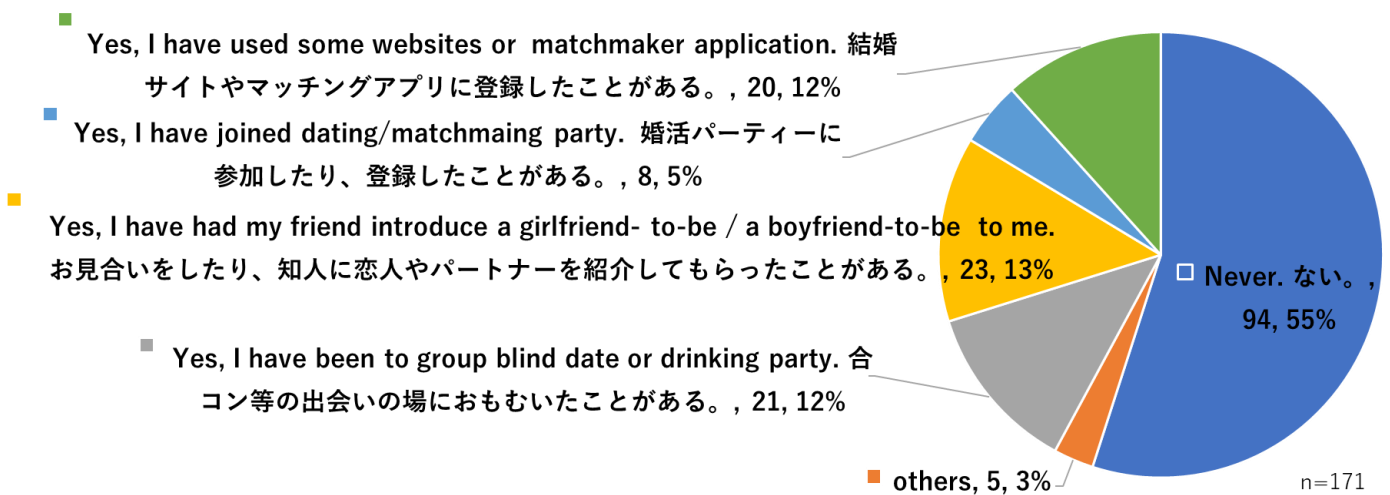 Yes, I have used some websites or matchmaker application. 結婚
サイトやマッチングアプリに登録したことがある。, 20, 12%
Yes, I have joined dating/matchmaing party. 婚活パーティーに
参加したり、登録したことがある。, 8, 5%
Yes, I have had my friend introduce a girlfriend- to-be / a boyfriend-to-be to me.
お見合いをしたり、知人に恋人やパートナーを紹介してもらったことがある。, 23, 13%
Never. ない。,
94, 55%
Yes, I have been to group blind date or drinking party. 合
コン等の出会いの場におもむいたことがある。, 21, 12%
others, 5, 3%
n=171